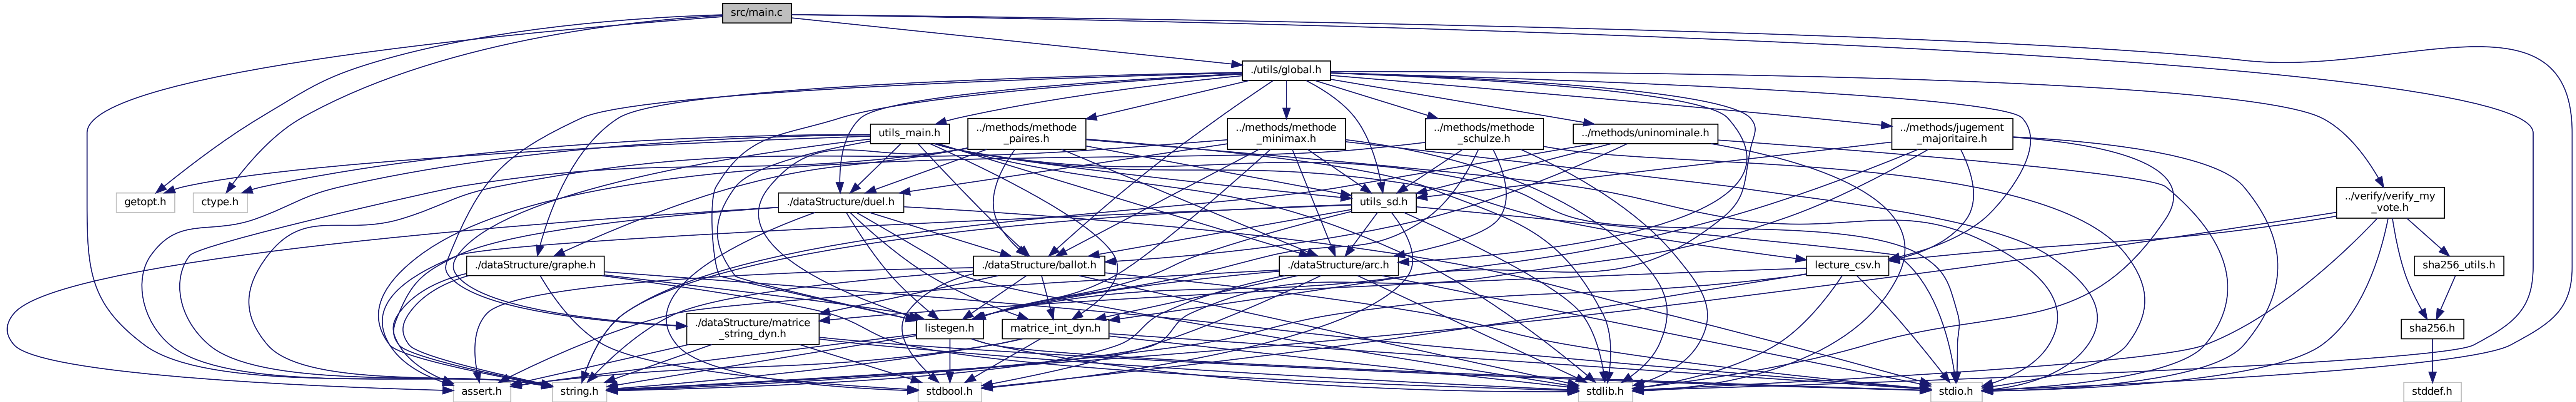 src/main.c
./utils/global.h
utils_main.h
../methods/methode
_paires.h
../methods/methode
_minimax.h
../methods/methode
_schulze.h
../methods/uninominale.h
../methods/jugement
_majoritaire.h
getopt.h
ctype.h
./dataStructure/duel.h
utils_sd.h
../verify/verify_my
_vote.h
./dataStructure/graphe.h
./dataStructure/ballot.h
./dataStructure/arc.h
lecture_csv.h
sha256_utils.h
./dataStructure/matrice
_string_dyn.h
listegen.h
matrice_int_dyn.h
sha256.h
assert.h
string.h
stdbool.h
stdlib.h
stdio.h
stddef.h